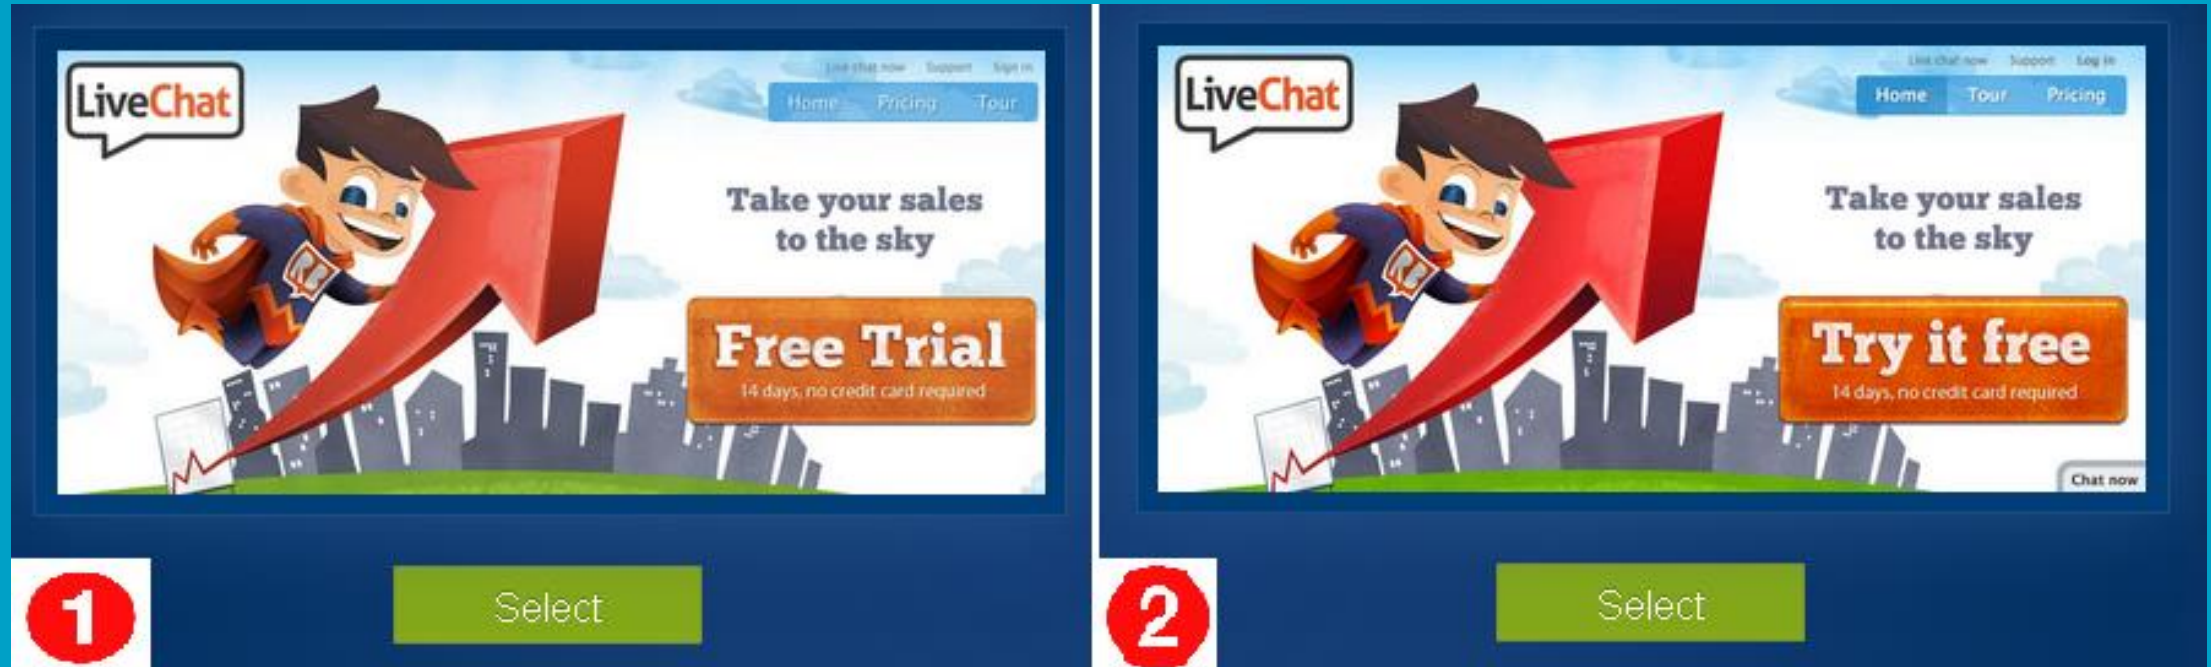 LiveChat
Live chat now Support Sign in
Home Pricing Tour
Take your sales
to the sky
RB
Free Trial
14 days, no credit card required
Select
1
LiveChat
Live chat now Support Log in
Home Tour Pricing
Take your sales
to the sky
RB
Try it free
14 days, no credit card required
Chat now
Select
2